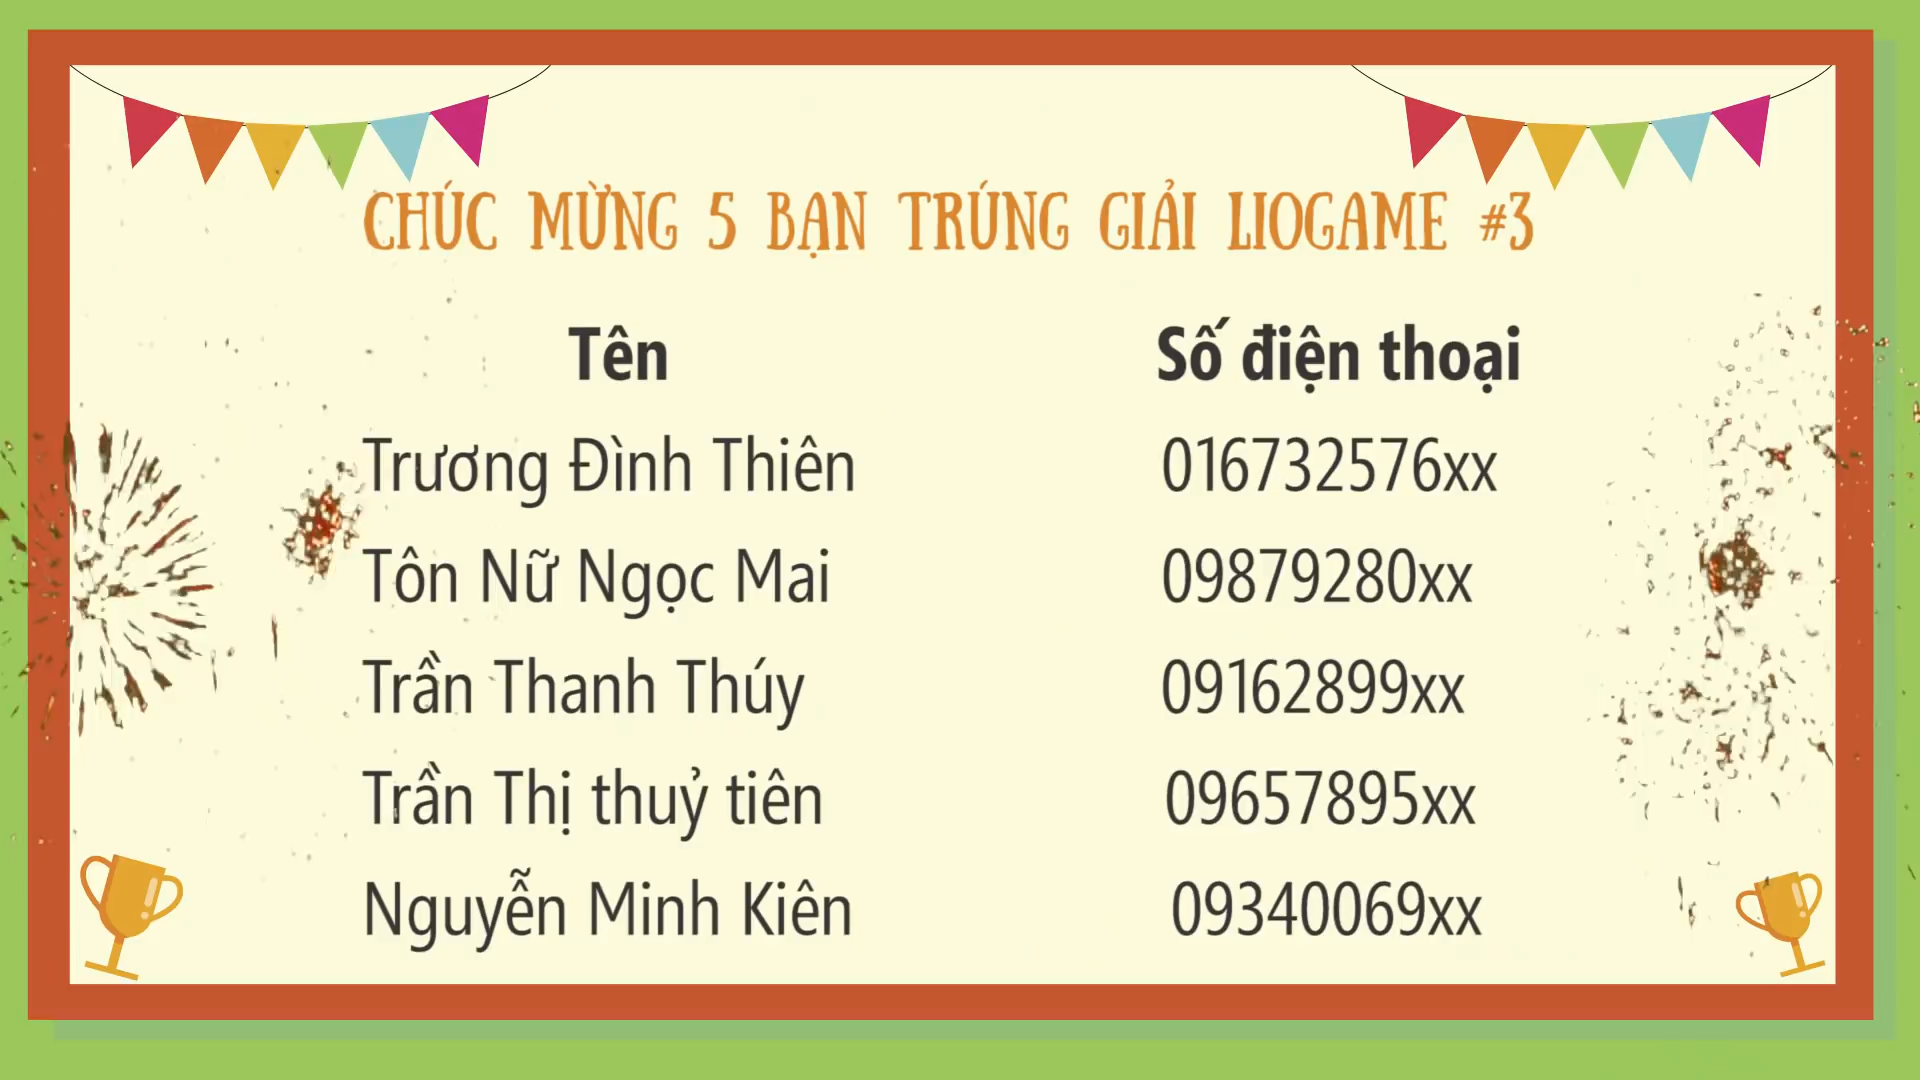 CHÚC MỪNG 5 BẠN TRÚNG GIẢI LIOGAME #3
Tên Số điện thoại
Trương Đình Thiên 016732576xx
Tôn Nữ Ngọc Mai 09879280xx
Trần Thanh Thúy 09162899xx
Trần Thị thuỷ tiên 09657895xx
Nguyễn Minh Kiên 09340069xx